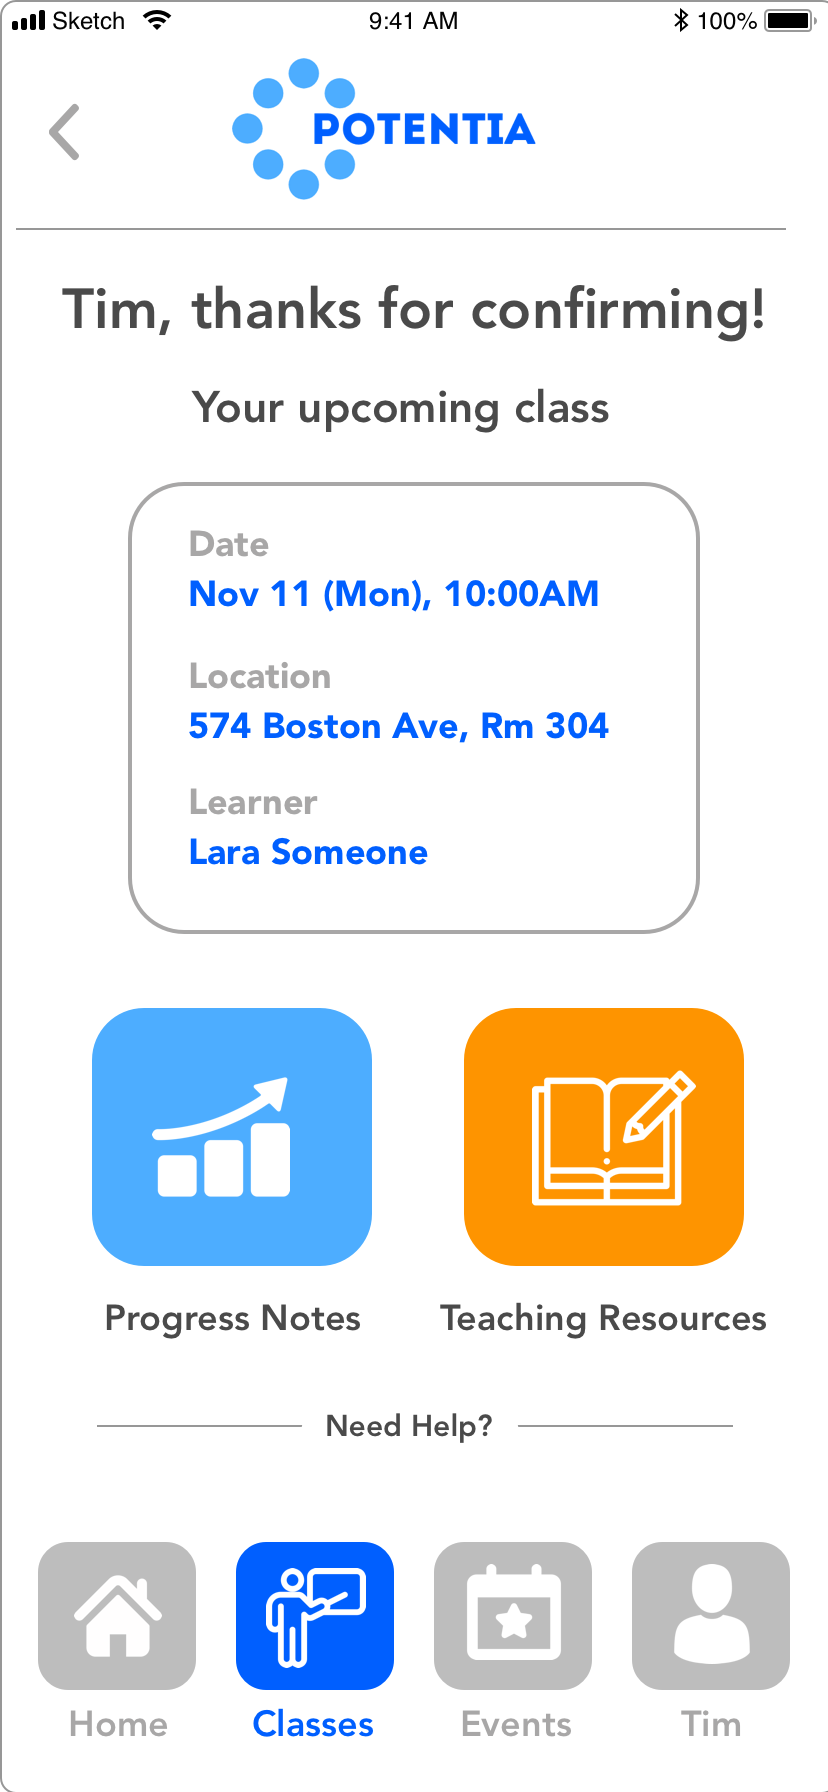 Sketch 9:41 AM 100%
POTENTIA
Tim, thanks for confirming!
Your upcoming class
Date
Nov 11 (Mon), 10:00AM
Location
574 Boston Ave, Rm 304
Learner
Lara Someone
Progress Notes Teaching Resources
Need Help?
Home Classes Events Tim